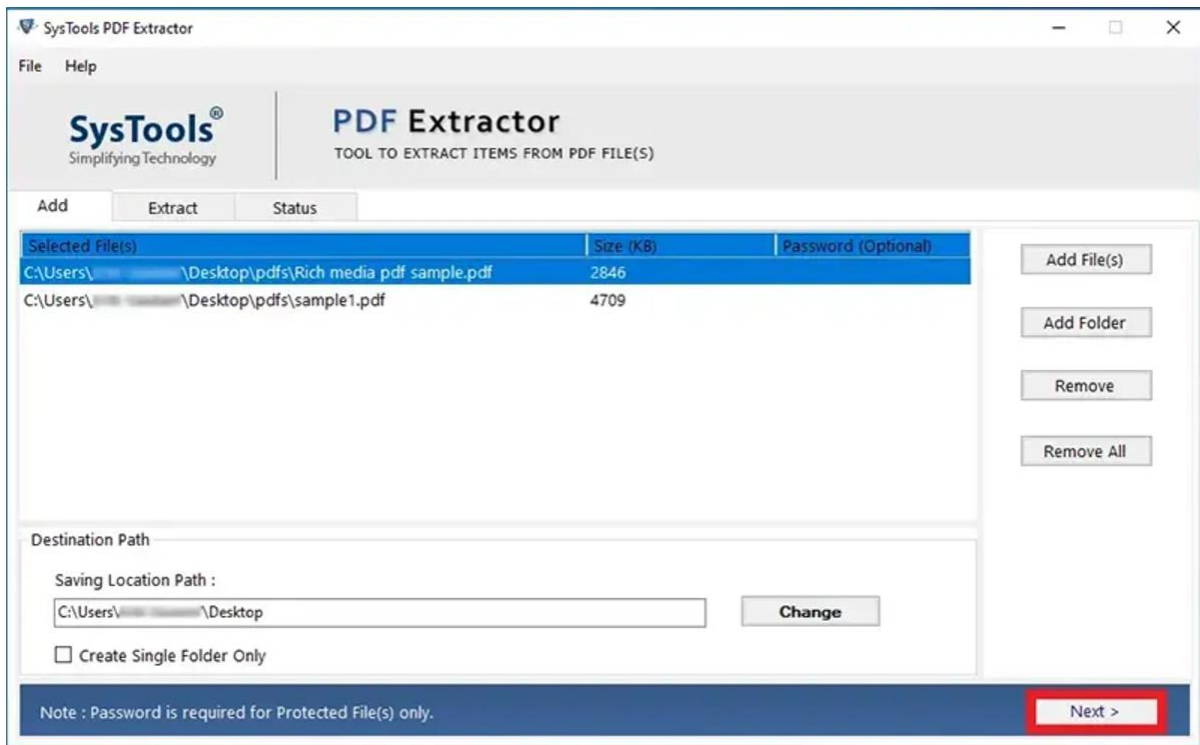 SysTools PDF Extractor
File Help
SysTools®
Simplifying Technology
PDF Extractor
TOOL TO EXTRACT ITEMS FROM PDF FILE(S)
Add Extract Status
Selected File(s) Size (KB) Password (Optional)
C:\Users\ \Desktop\pdfs\Rich media pdf sample.pdf 2846
C:\Users\ \Desktop\pdfs\sample1.pdf 4709
Add File(s)
Add Folder
Remove
Remove All
Destination Path
Saving Location Path :
C:\Users\ \Desktop
Change
Create Single Folder Only
Note : Password is required for Protected File(s) only.
Next >